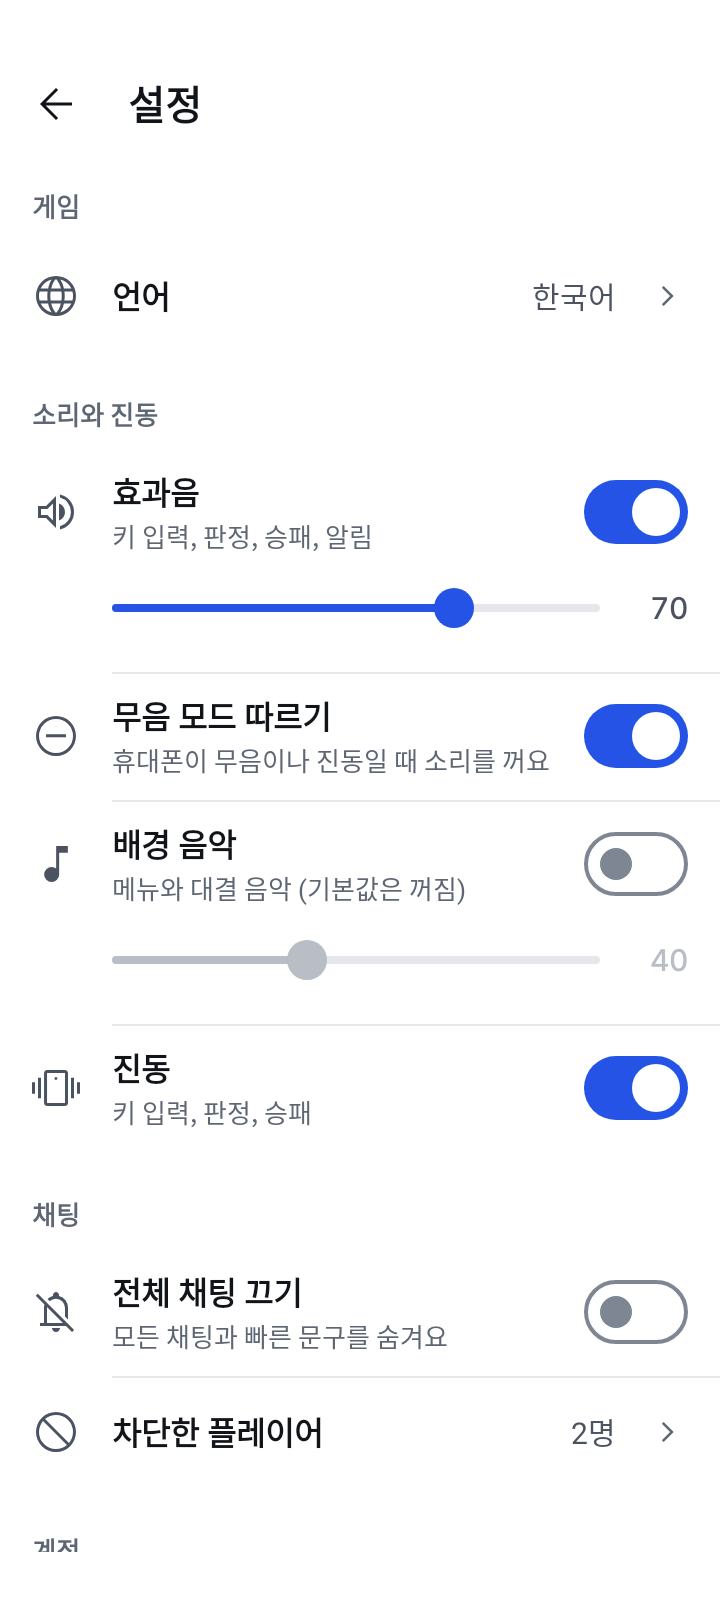 설정
게임
언어
한국어
소리와 진동
효과음
키 입력, 판정, 승패, 알림
70
무음 모드 따르기
휴대폰이 무음이나 진동일 때 소리를 꺼요
배경 음악
메뉴와 대결 음악 (기본값은 꺼짐)
40
진동
키 입력, 판정, 승패
채팅
전체 채팅 끄기
모든 채팅과 빠른 문구를 숨겨요
차단한 플레이어
2명
계정